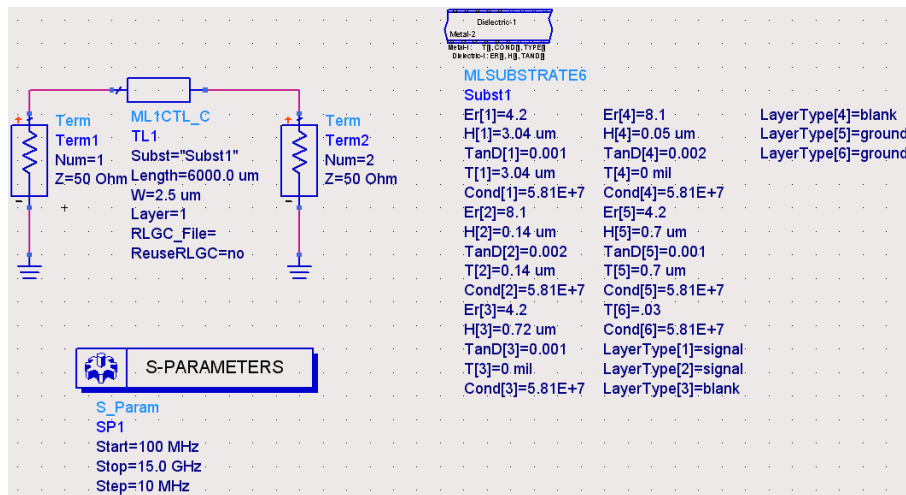 Dielectric-1
Metal-2
Metal-i : T[i], COND[i], TYPE[i]
Dielectric-i : ER[i], H[i], TAND[i]
MLSUBSTRATE6
Subst1
Er[1]=4.2
H[1]=3.04 um
TanD[1]=0.001
T[1]=3.04 um
Cond[1]=5.81E+7
Er[2]=8.1
H[2]=0.14 um
TanD[2]=0.002
T[2]=0.14 um
Cond[2]=5.81E+7
Er[3]=4.2
H[3]=0.72 um
TanD[3]=0.001
T[3]=0 mil
Cond[3]=5.81E+7
Er[4]=8.1
H[4]=0.05 um
TanD[4]=0.002
T[4]=0 mil
Cond[4]=5.81E+7
Er[5]=4.2
H[5]=0.7 um
TanD[5]=0.001
T[5]=0.7 um
Cond[5]=5.81E+7
T[6]=.03
Cond[6]=5.81E+7
LayerType[1]=signal
LayerType[2]=signal
LayerType[3]=blank
LayerType[4]=blank
LayerType[5]=ground
LayerType[6]=ground
Term
Term1
Num=1
Z=50 Ohm
ML1CTL_C
TL1
Subst="Subst1"
Length=6000.0 um
W=2.5 um
Layer=1
RLGC_File=
ReuseRLGC=no
Term
Term2
Num=2
Z=50 Ohm
S-PARAMETERS
S_Param
SP1
Start=100 MHz
Stop=15.0 GHz
Step=10 MHz